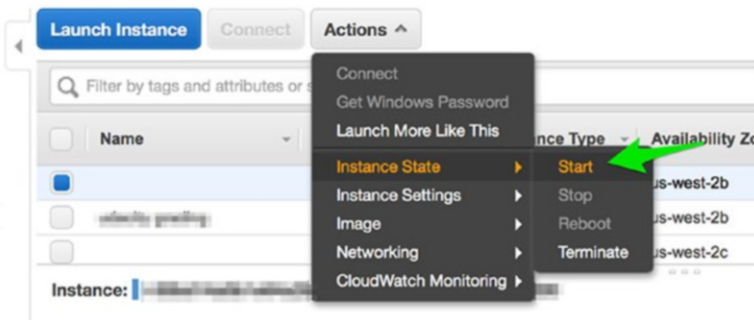 Launch Instance Connect Actions
Filter by tags and attributes or
Connect
Get Windows Password
Launch More Like This
Name nce Type Availability Zo
Instance State Start
us-west-2b
Instance Settings Stop
us-west-2b
Image Reboot
Networking Terminate
us-west-2c
CloudWatch Monitoring
Instance: